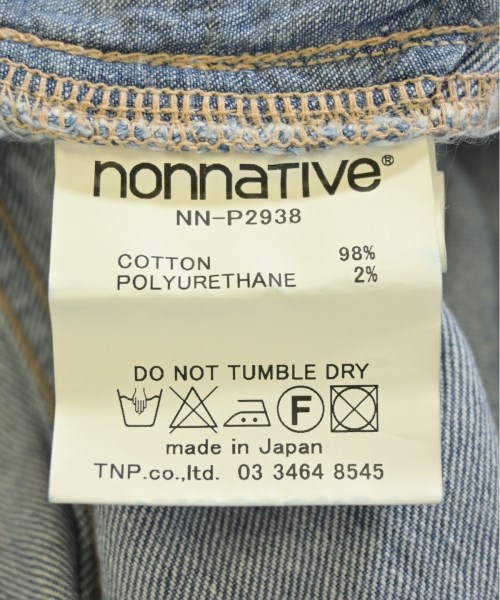 nonnative®
NN-P2938
COTTON 98%
POLYURETHANE 2%
DO NOT TUMBLE DRY
F
made in Japan
TNP.co.,ltd. 03 3464 8545